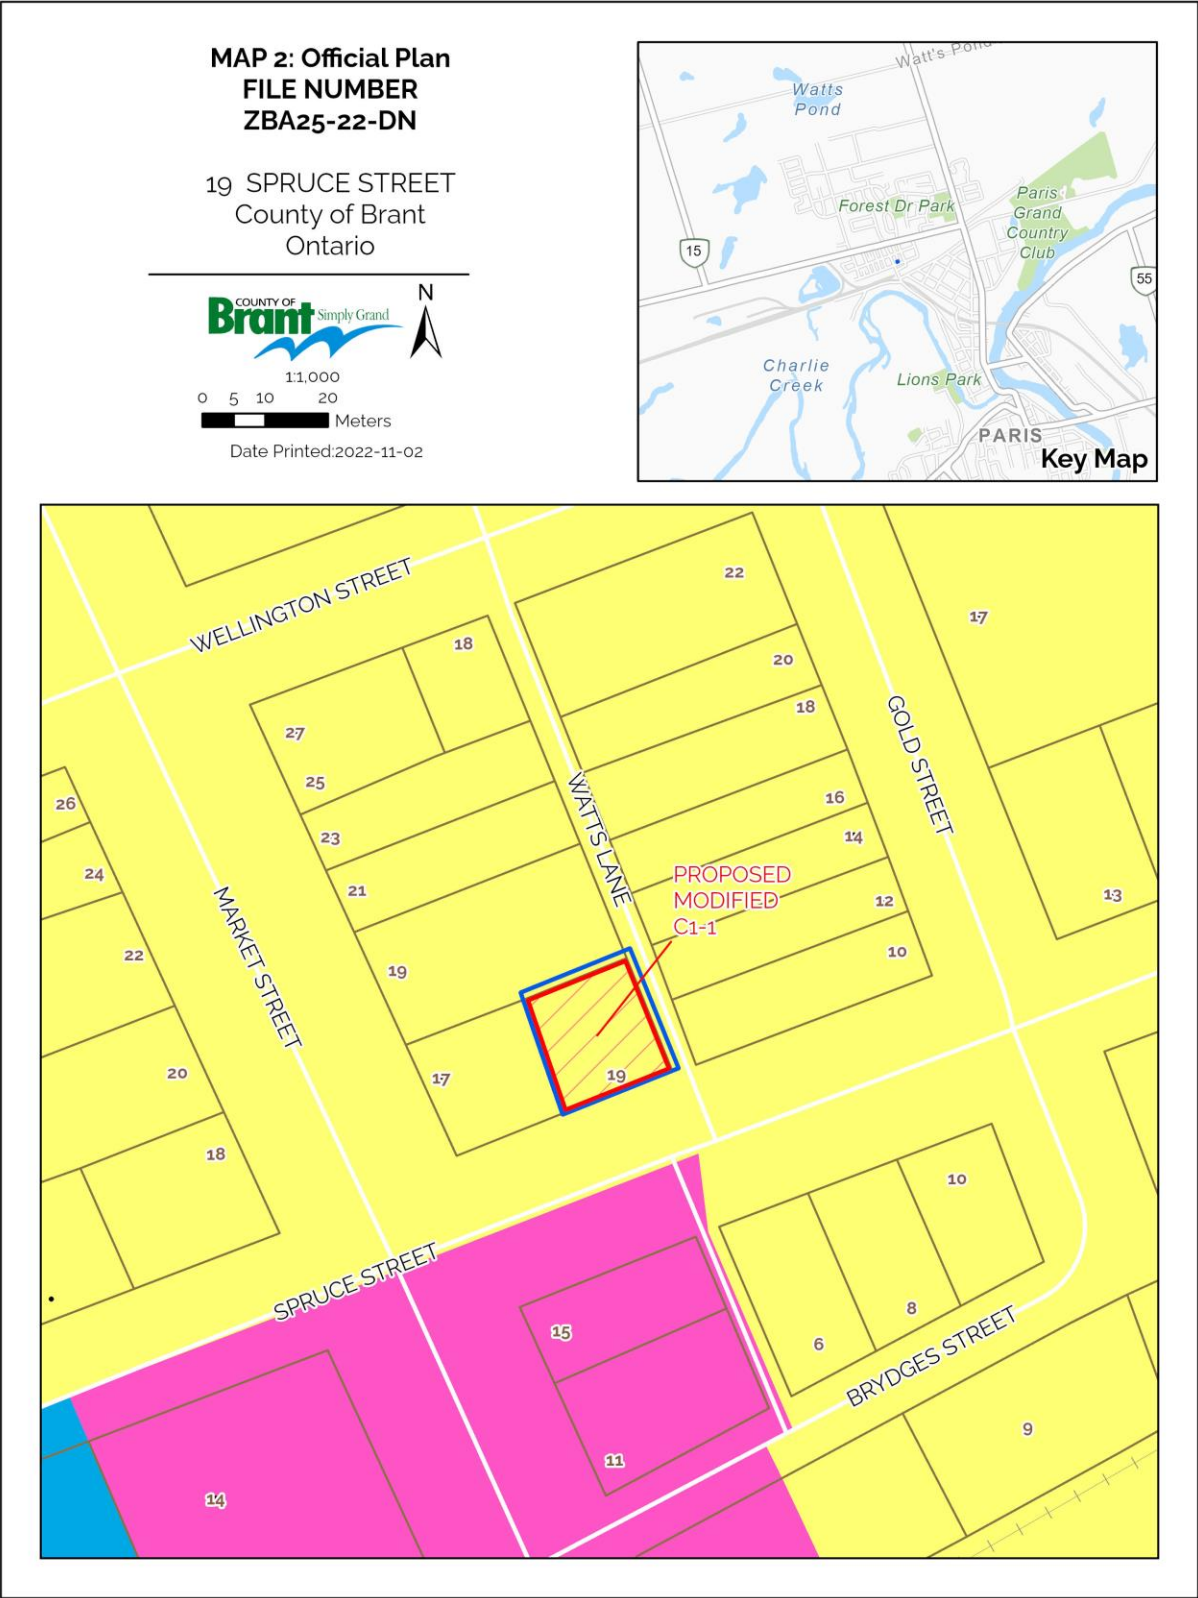 MAP 2: Official Plan
FILE NUMBER
ZBA25-22-DN
19 SPRUCE STREET
County of Brant
Ontario
COUNTY OF
Brant Simply Grand
N
1:1,000
0 5 10 20
Meters
Date Printed:2022-11-02
Watt's Pond
Watts
Pond
Forest Dr Park
Paris
Grand
Country
Club
15
55
Charlie
Creek
Lions Park
PARIS
Key Map
WELLINGTON STREET
22
17
18
20
27
18
GOLD STREET
25
WATTS LANE
26
23
16
14
24
PROPOSED
MODIFIED
C1-1
21
13
MARKET STREET
12
22
10
19
20
17
19
18
10
SPRUCE STREET
15
8
6
BRYDGES STREET
9
11
14